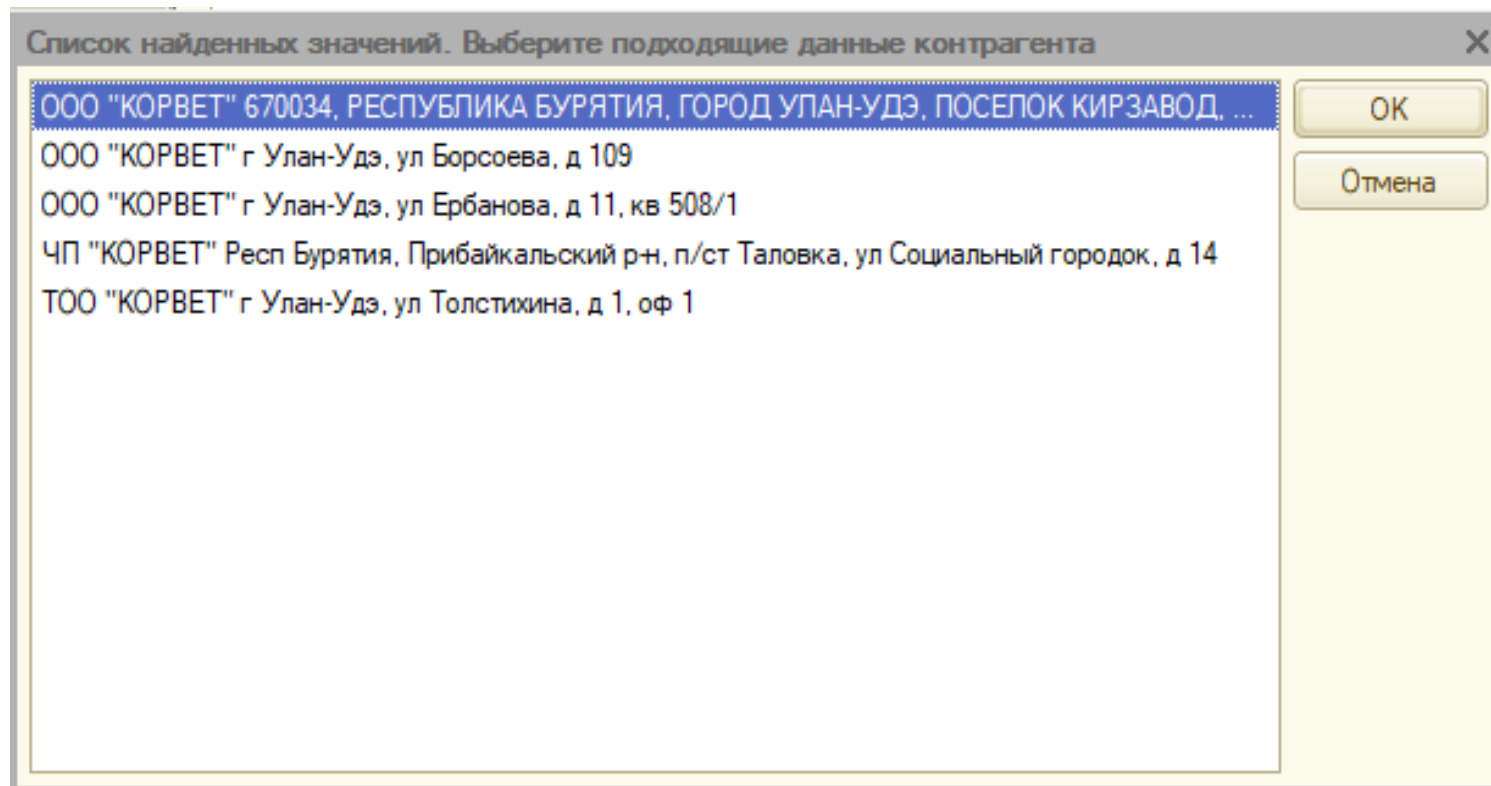 Список найденных значений. Выберите подходящие данные контрагента
ООО "КОРВЕТ" 670034, РЕСПУБЛИКА БУРЯТИЯ, ГОРОД УЛАН-УДЭ, ПОСЕЛОК КИРЗАВОД, ...
ООО "КОРВЕТ" г Улан-Удэ, ул Борсоева, д 109
ООО "КОРВЕТ" г Улан-Удэ, ул Ербанова, д 11, кв 508/1
ЧП "КОРВЕТ" Респ Бурятия, Прибайкальский р-н, п/ст Таловка, ул Социальный городок, д 14
ТОО "КОРВЕТ" г Улан-Удэ, ул Толстихина, д 1, оф 1
ОК
Отмена